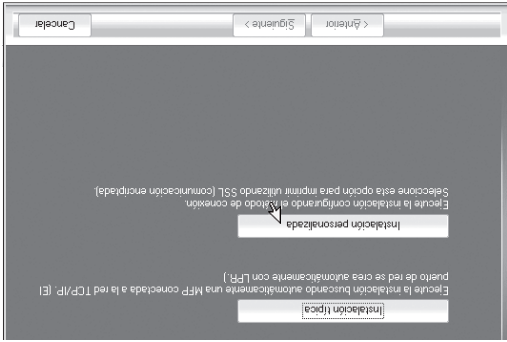 Instalación típica
Ejecute la instalación buscando automáticamente una MFP conectada a la red TCP/IP. (El
puerto de red se crea automáticamente con LPR.)
Instalación personalizada
Ejecute la instalación configurando el método de conexión.
Seleccione esta opción para imprimir utilizando SSL (comunicación encriptada).
< Anterior
Siguiente >
Cancelar